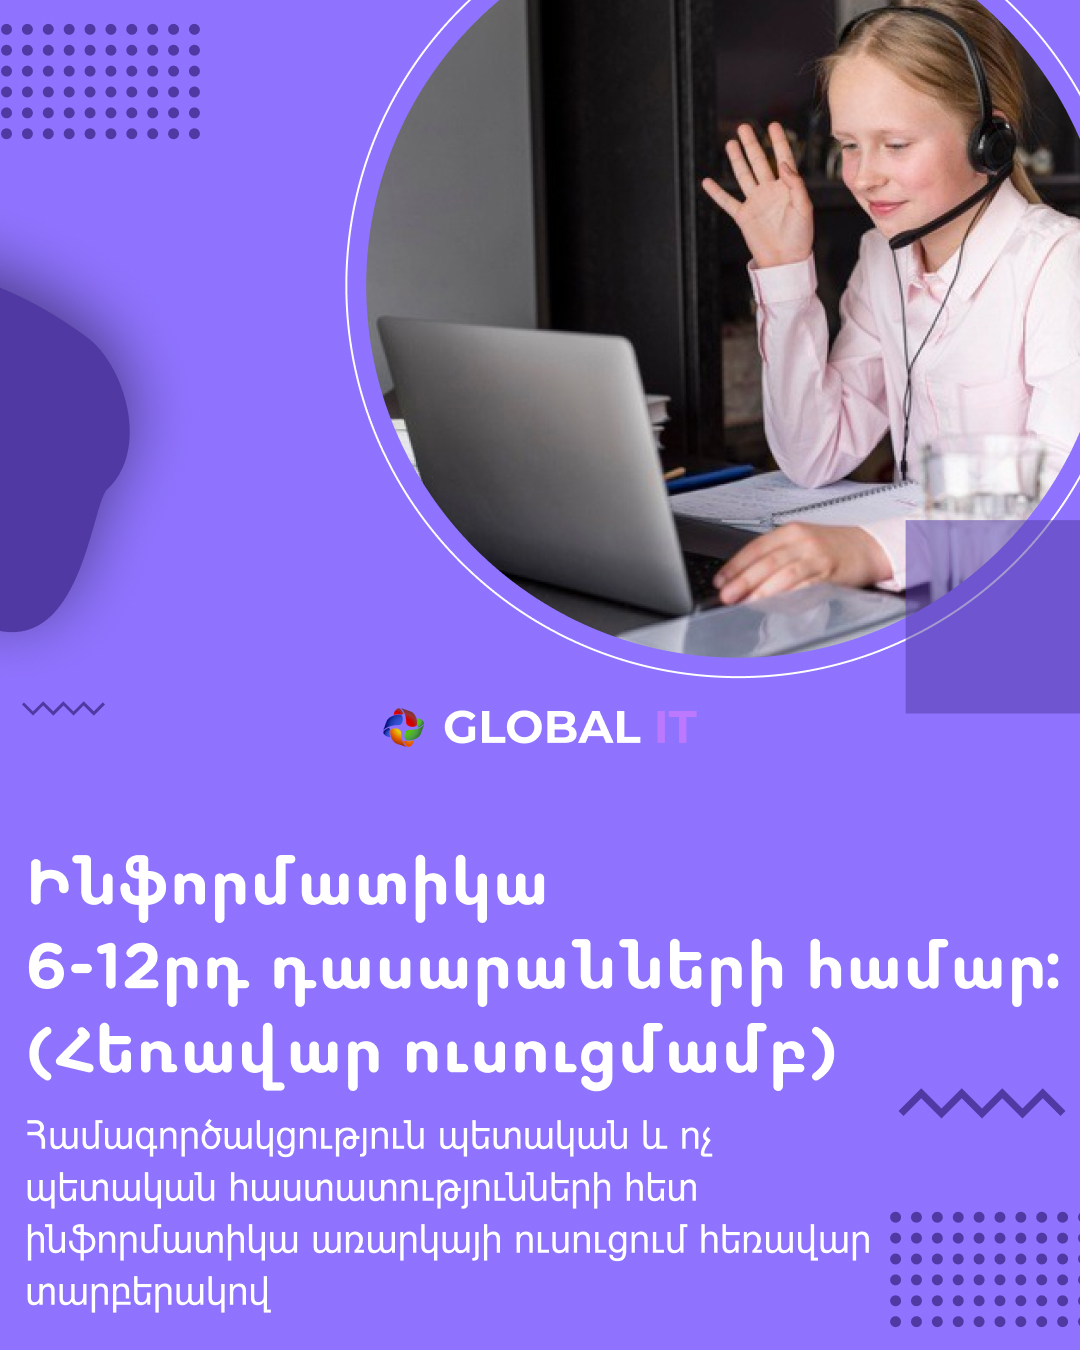 GLOBAL IT
Ինֆորմատիկա
6-12րդ դասարանների համար:
(Հեռավար ուսուցմամբ)
Համագործակցություն պետական և ոչ
պետական հաստատությունների հետ
ինֆորմատիկա առարկայի ուսուցում հեռավար
տարբերակով